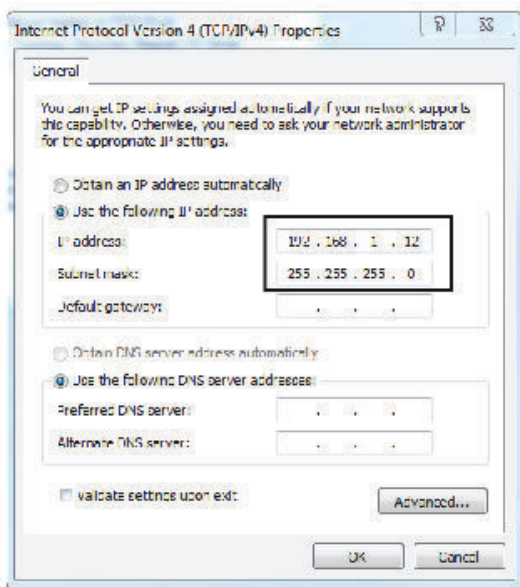 Internet Protocol Version 4 (TCP/IPv4) Properties
General
You can get IP settings assigned automatically if your network supports
this capability. Otherwise, you need to ask your network administrator
for the appropriate IP settings.
Obtain an IP address automatically
Use the following IP address:
IP address: 192 . 168 . 1 . 12
Subnet mask: 255 . 255 . 255 . 0
Default gateway: . . .
Obtain DNS server address automatically
Use the following DNS server addresses:
Preferred DNS server: . . .
Alternate DNS server: . . .
Validate settings upon exit
Advanced...
OK Cancel